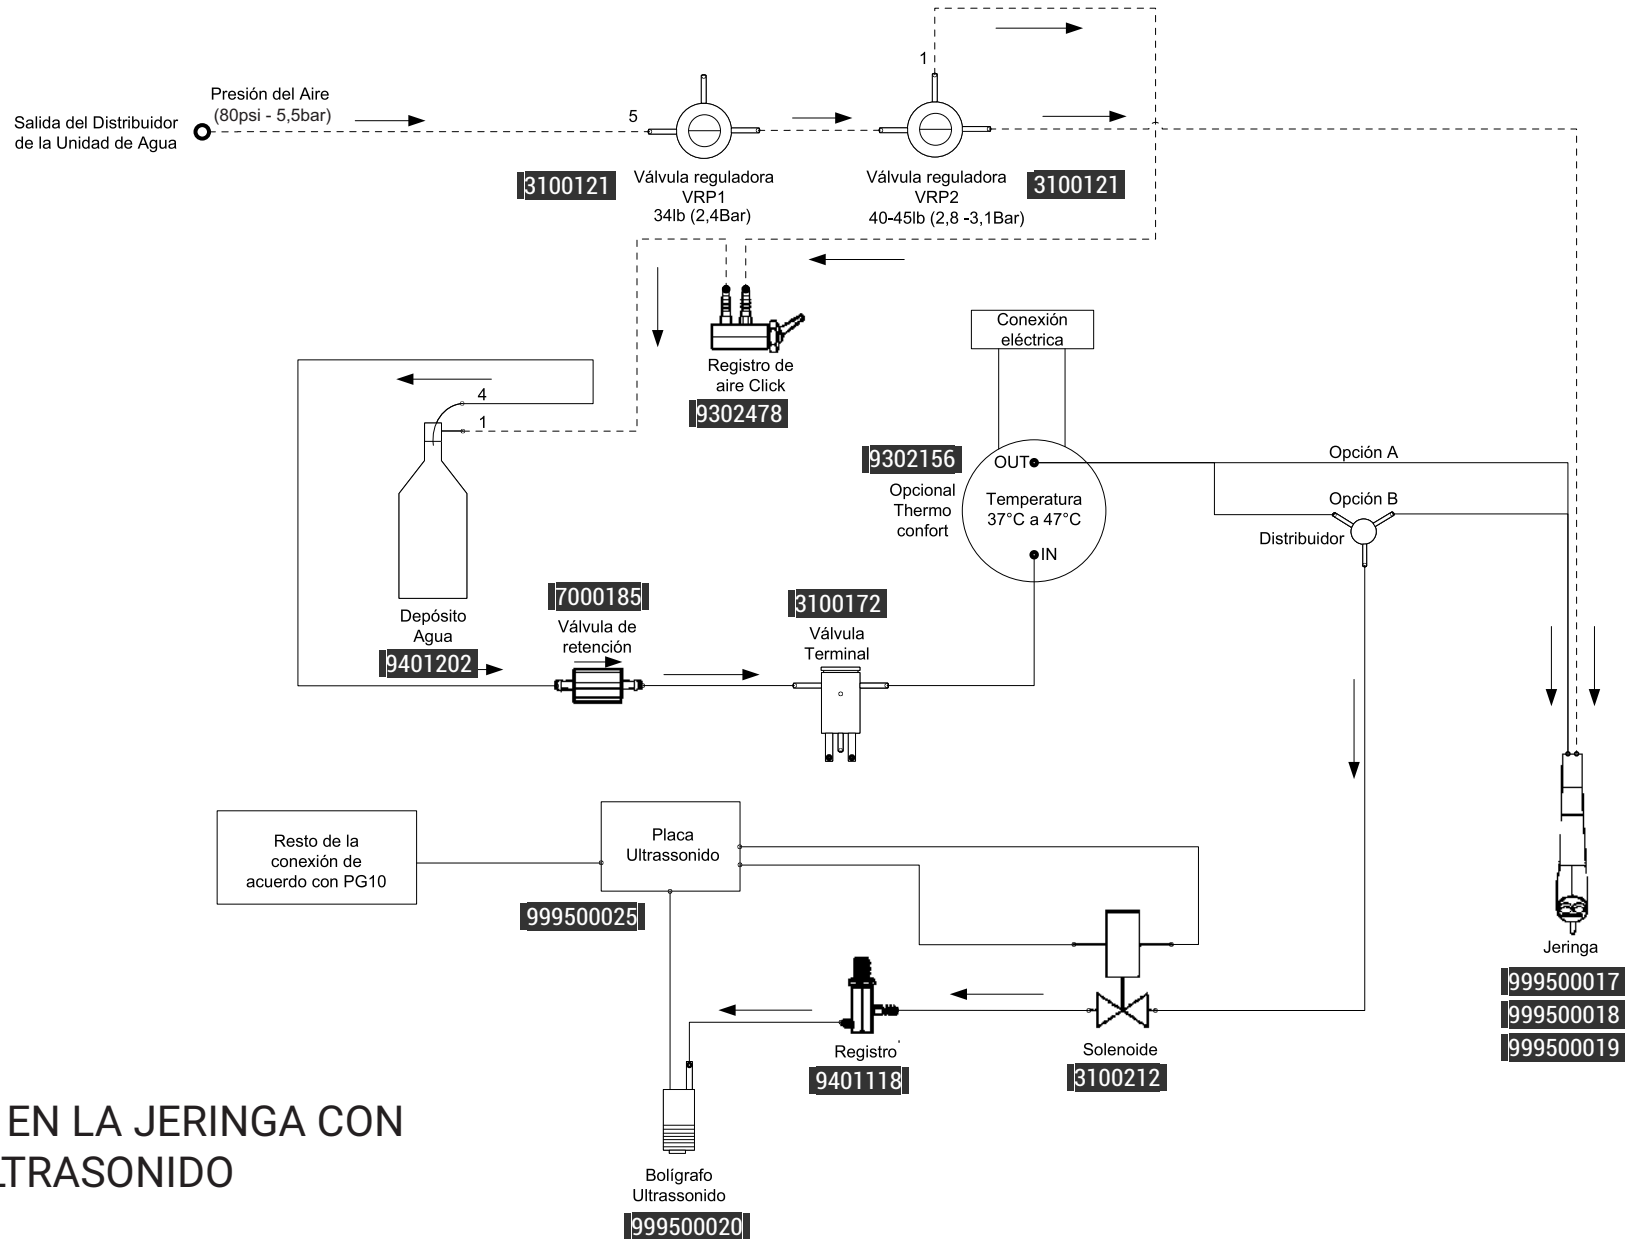 1
Presión del Aire
(80psi - 5,5bar)
Salida del Distribuidor
de la Unidad de Agua
5
3100121
Válvula reguladora
VRP1
34lb (2,4Bar)
Válvula reguladora
VRP2
40-45lb (2,8 -3,1Bar)
3100121
Registro de
aire Click
9302478
Conexión
eléctrica
4
1
Depósito
Agua
9401202
9302156
Opcional
Thermo
confort
OUT
Temperatura
37°C a 47°C
IN
Opción A
Opción B
Distribuidor
7000185
Válvula de
retención
3100172
Válvula
Terminal
Resto de la
conexión de
acuerdo con PG10
Placa
Ultrassonido
999500025
Jeringa
999500017
999500018
999500019
Registro
9401118
Solenoide
3100212
Bolígrafo
Ultrassonido
999500020
EN LA JERINGA CON
LTRASONIDO